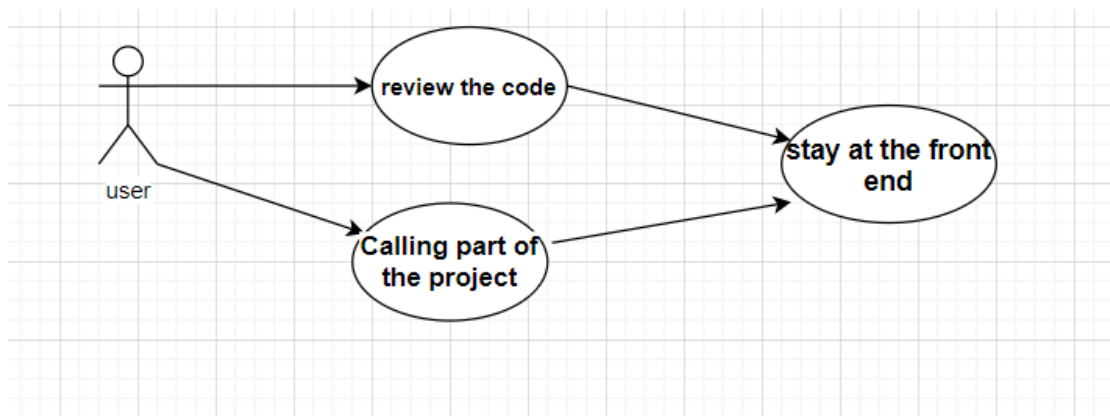 review the code
stay at the front
end
user
Calling part of
the project